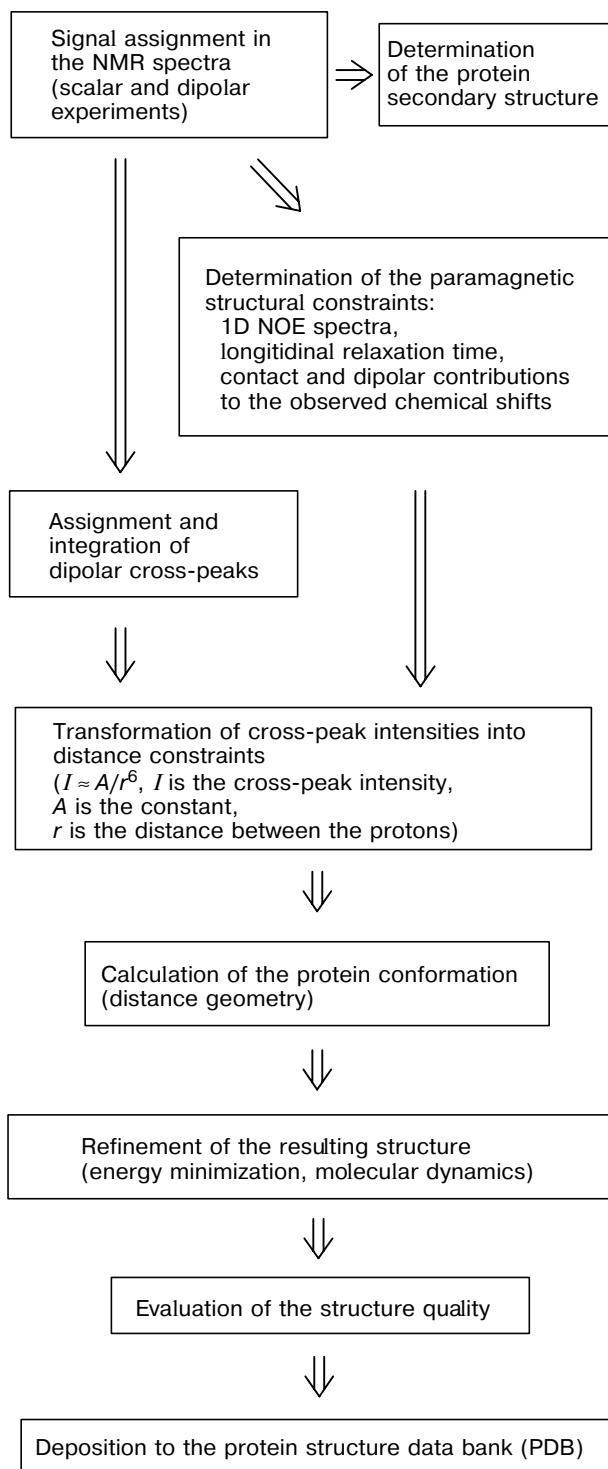 Signal assignment in
the NMR spectra
(scalar and dipolar
experiments)
Determination
of the protein
secondary structure
Determination of the paramagnetic
structural constraints:
1D NOE spectra,
longitidinal relaxation time,
contact and dipolar contributions
to the observed chemical shifts
Assignment and
integration of
dipolar cross-peaks
Transformation of cross-peak intensities into
distance constraints
(I ≈ A/r⁶, I is the cross-peak intensity,
A is the constant,
r is the distance between the protons)
Calculation of the protein conformation
(distance geometry)
Refinement of the resulting structure
(energy minimization, molecular dynamics)
Evaluation of the structure quality
Deposition to the protein structure data bank (PDB)